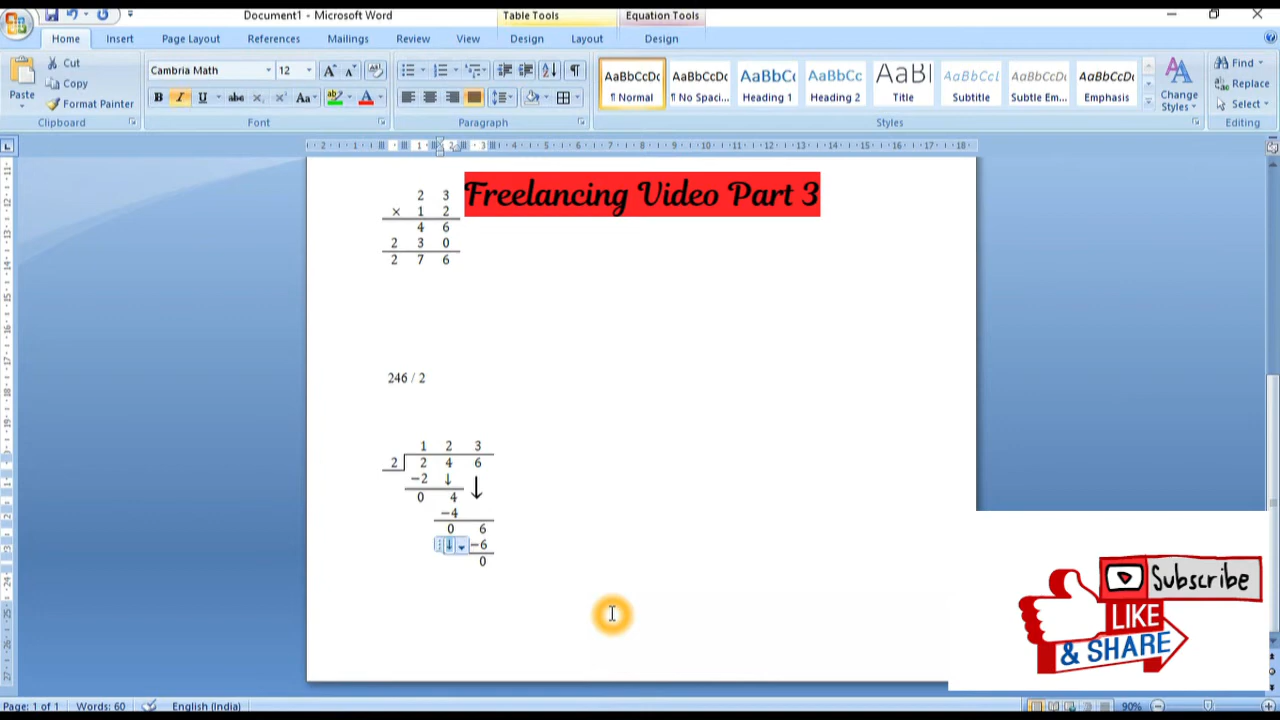 Document1 - Microsoft Word
Table Tools
Equation Tools
Home Insert Page Layout References Mailings Review View Design Layout Design
Paste
Cut
Copy
Format Painter
Clipboard
Cambria Math 12
Font
Paragraph
AaBbCcDc AaBbCcDc AaBbCc AaBbCc AaBl AaBbCcl AaBbCcDc AaBbCcDc
¶ Normal ¶ No Spaci... Heading 1 Heading 2 Title Subtitle Subtle Em... Emphasis
Change Styles
Styles
Find
Replace
Select
Editing
Freelancing Video Part 3
2 3
× 1 2
4 6
2 3 0
2 7 6
246 / 2
1 2 3
2 2 4 6
−2 ↓ ↓
0 4
−4
0 6
↓ −6
0
Subscribe
LIKE
& SHARE
Page: 1 of 1 Words: 60 English (India) 90%